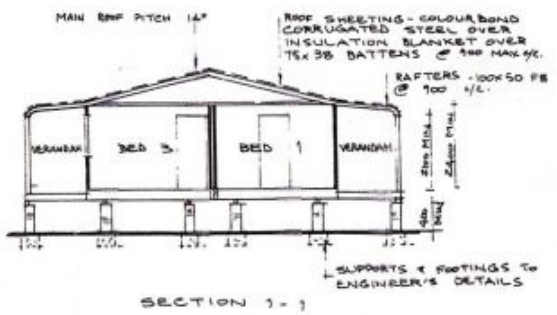 MAIN ROOF PITCH 14°
ROOF SHEETING - COLOURBOND
CORRUGATED STEEL OVER
INSULATION BLANKET OVER
75x38 BATTENS @ 900 MAX c/c.
RAFTERS - 100x50 F8
@ 900 c/c.
VERANDAH
BED 3
BED 1
VERANDAH
2100 MIN
2400 MIN
400 MIN
SUPPORTS & FOOTINGS TO
ENGINEER'S DETAILS
SECTION 1-1